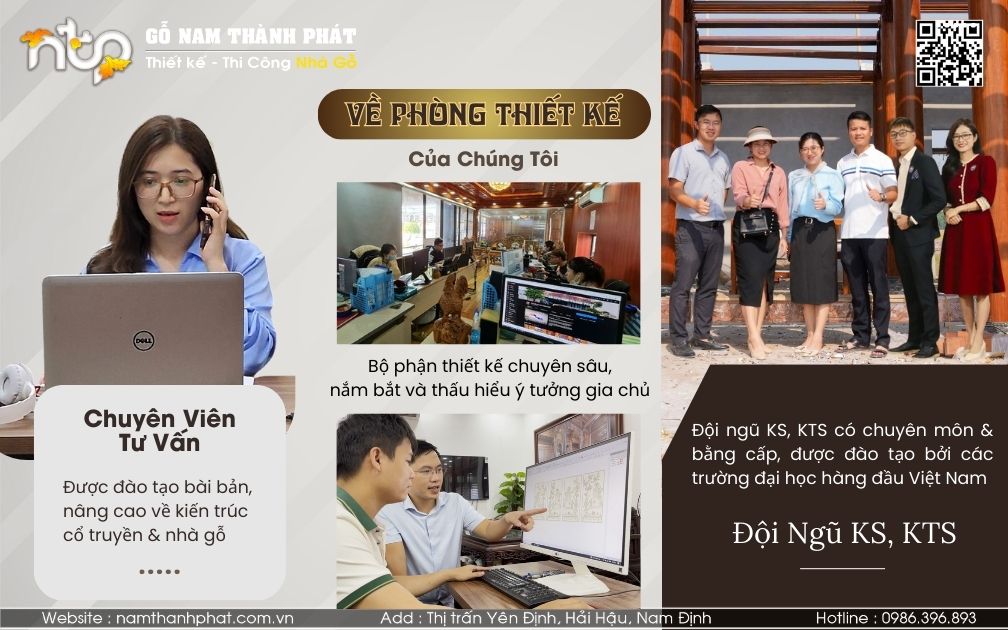 ntp
GỖ NAM THÀNH PHÁT
Thiết kế - Thi Công Nhà Gỗ
VỀ PHÒNG THIẾT KẾ
Của Chúng Tôi
DELL
Bộ phận thiết kế chuyên sâu,
nắm bắt và thấu hiểu ý tưởng gia chủ
Chuyên Viên
Tư Vấn
Được đào tạo bài bản,
nâng cao về kiến trúc
cổ truyền & nhà gỗ
Đội ngũ KS, KTS có chuyên môn &
bằng cấp, được đào tạo bởi các
trường đại học hàng đầu Việt Nam
Đội Ngũ KS, KTS
Website : namthanhphat.com.vn
Add : Thị trấn Yên Định, Hải Hậu, Nam Định
Hotline : 0986.396.893